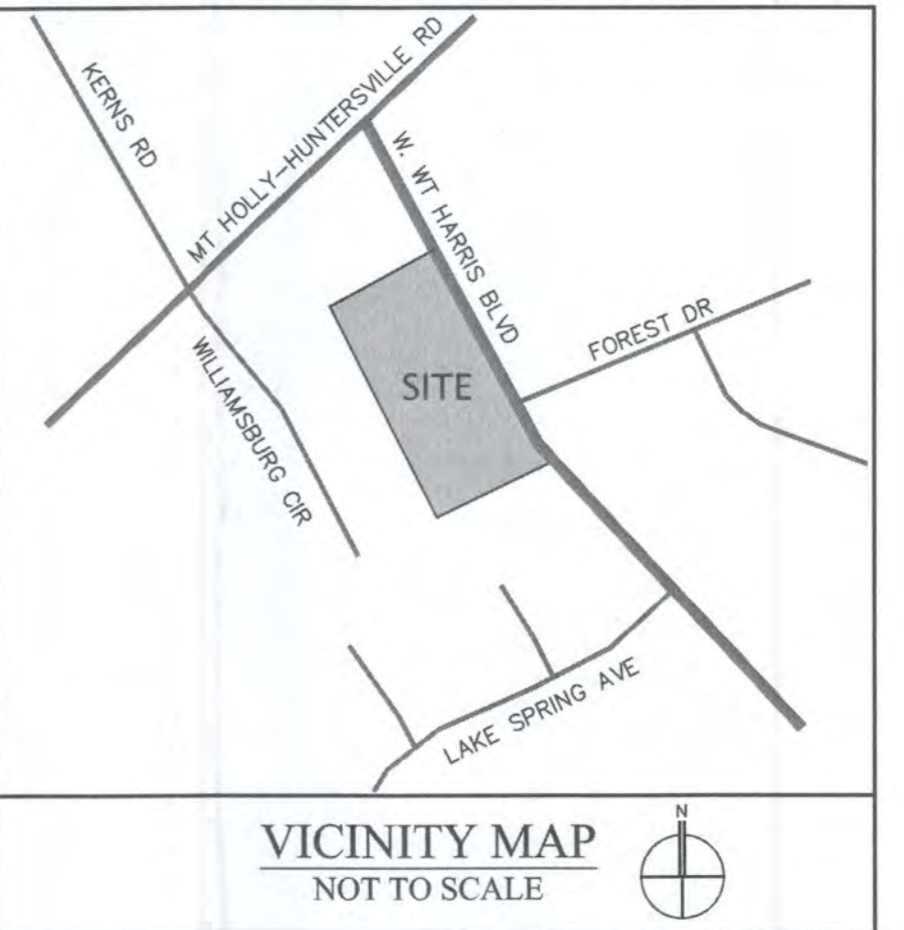 KERNS RD
MT HOLLY-HUNTERSVILLE RD
W. WT HARRIS BLVD
FOREST DR
SITE
WILLIAMSBURG CIR
LAKE SPRING AVE
VICINITY MAP
NOT TO SCALE
N